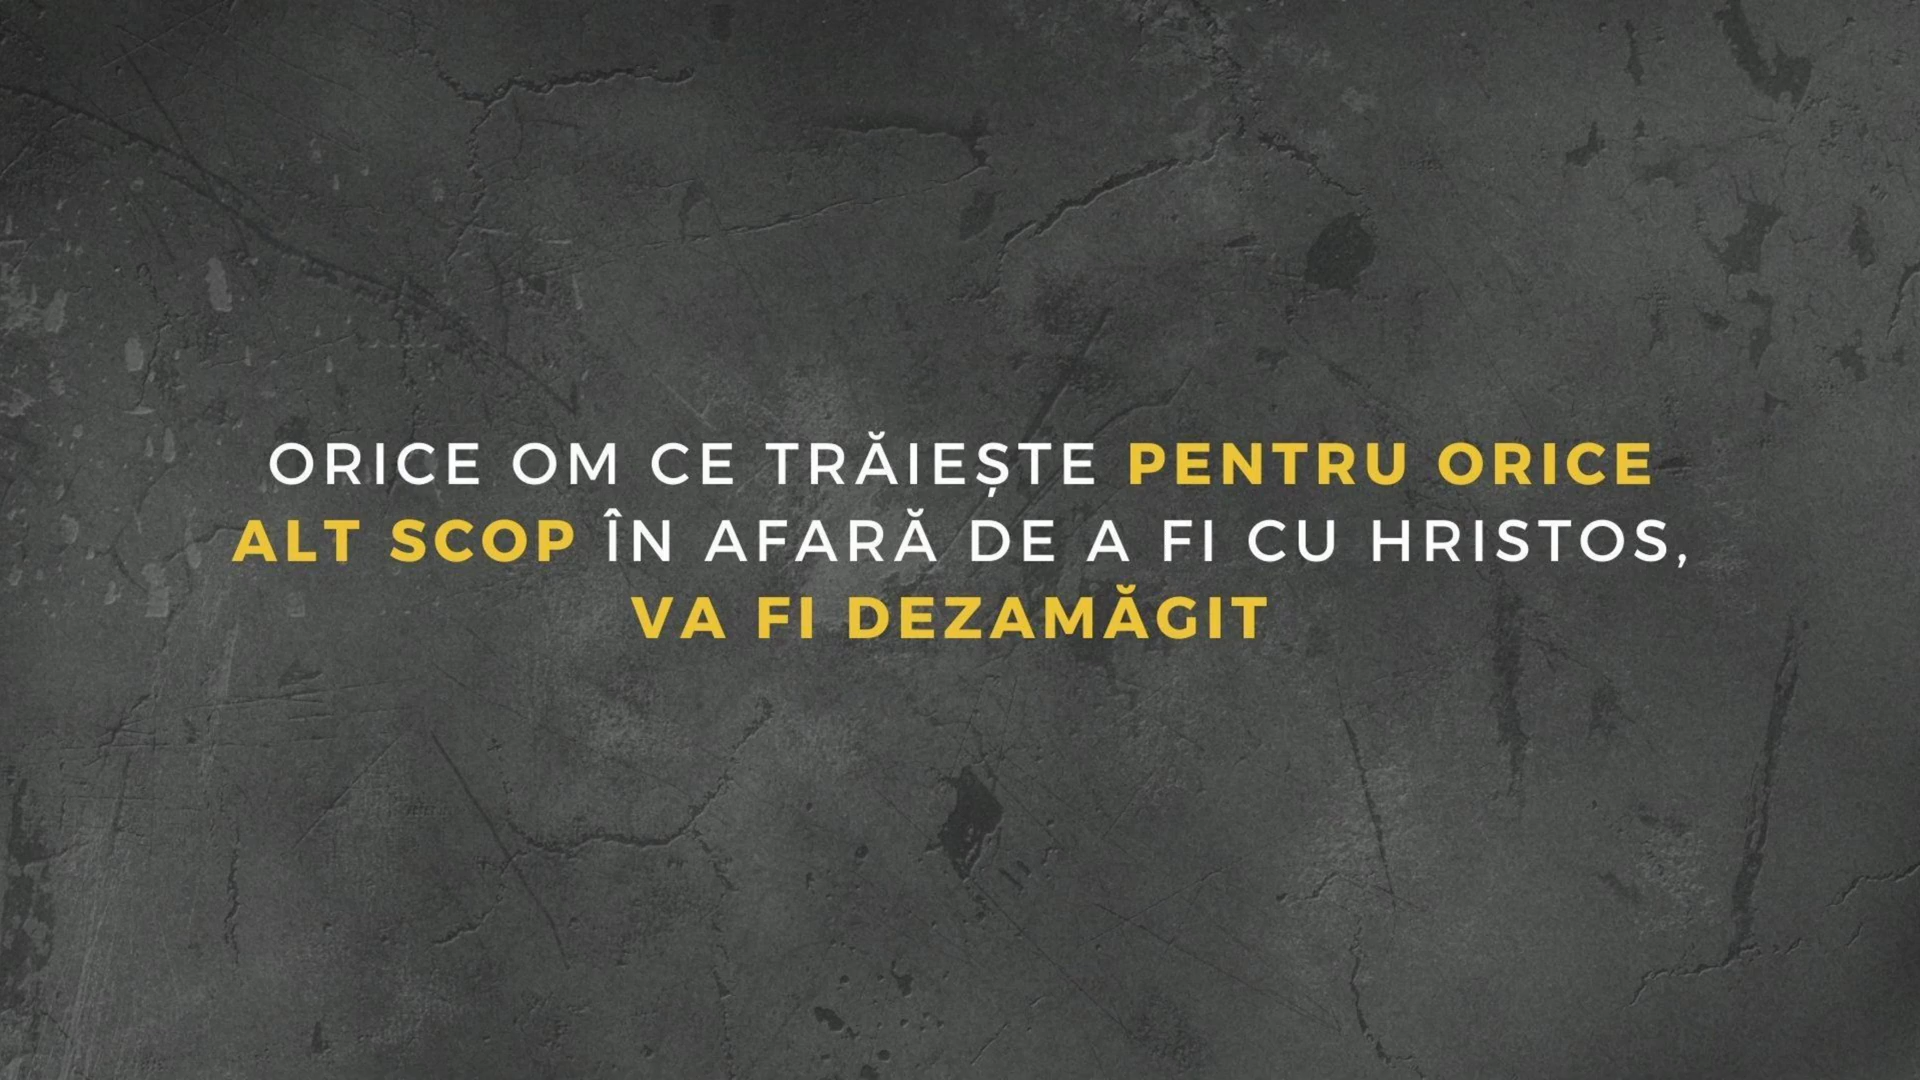 ORICE OM CE TRĂIEȘTE PENTRU ORICE
ALT SCOP ÎN AFARĂ DE A FI CU HRISTOS,
VA FI DEZAMĂGIT